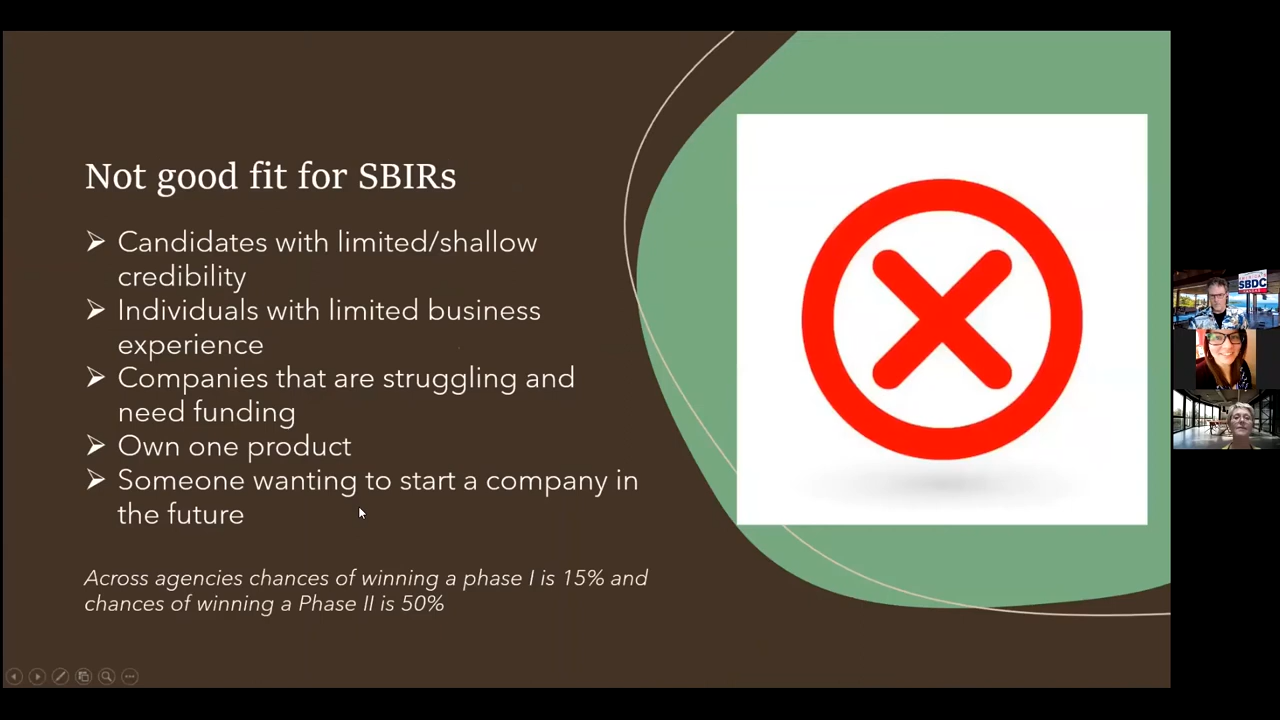 Not good fit for SBIRs
Candidates with limited/shallow
credibility
Individuals with limited business
experience
Companies that are struggling and
need funding
Own one product
Someone wanting to start a company in
the future
Across agencies chances of winning a phase I is 15% and
chances of winning a Phase II is 50%
SBDC